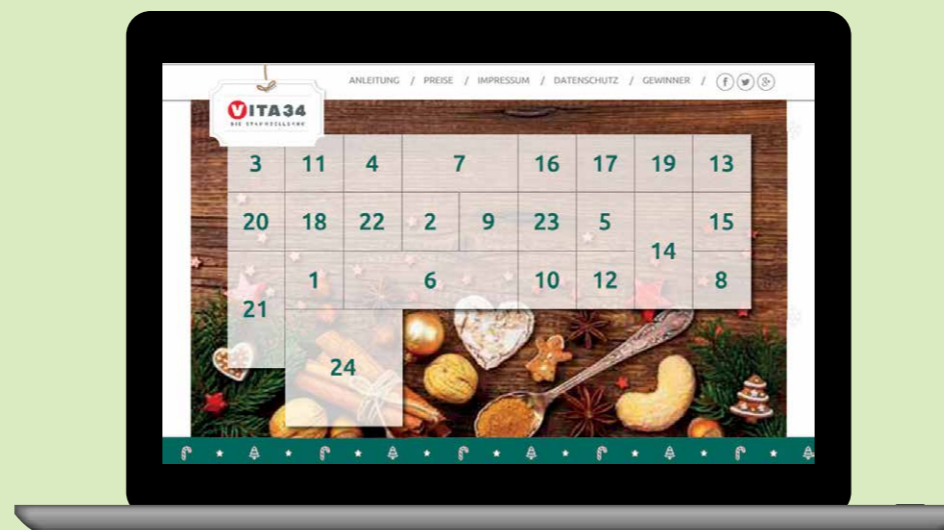 ANLEITUNG / PREISE / IMPRESSUM / DATENSCHUTZ / GEWINNER /
VITA34
3 11 4 7 16 17 19 13
20 18 22 2 9 23 5 15
14
1 6 10 12 8
21
24